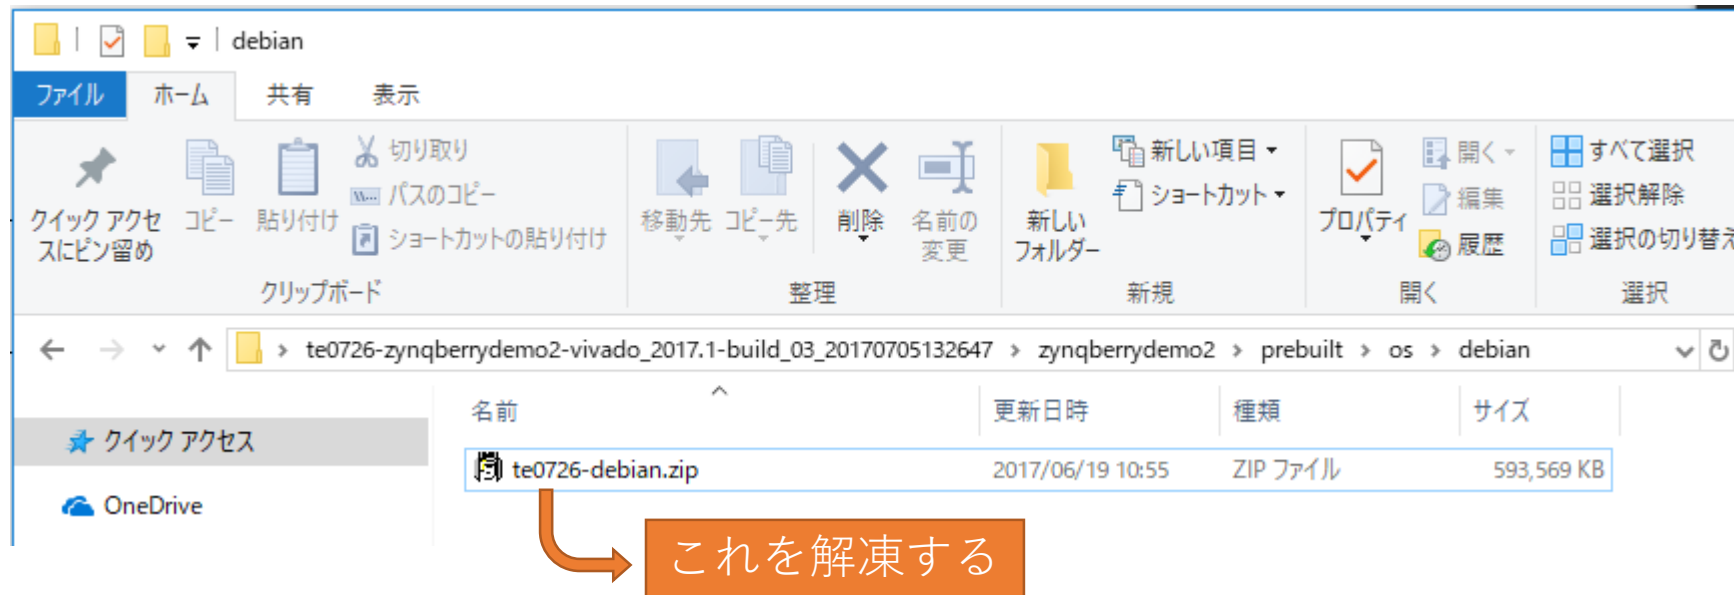 debian
ファイル ホーム 共有 表示
クイック アクセスにピン留め
コピー
貼り付け
切り取り
パスのコピー
ショートカットの貼り付け
クリップボード
移動先
コピー先
削除
名前の変更
整理
新しいフォルダー
新しい項目
ショートカット
新規
プロパティ
開く
編集
履歴
開く
すべて選択
選択解除
選択の切り替え
選択
te0726-zynqberrydemo2-vivado_2017.1-build_03_20170705132647 › zynqberrydemo2 › prebuilt › os › debian
クイック アクセス
OneDrive
名前 更新日時 種類 サイズ
te0726-debian.zip 2017/06/19 10:55 ZIP ファイル 593,569 KB
これを解凍する